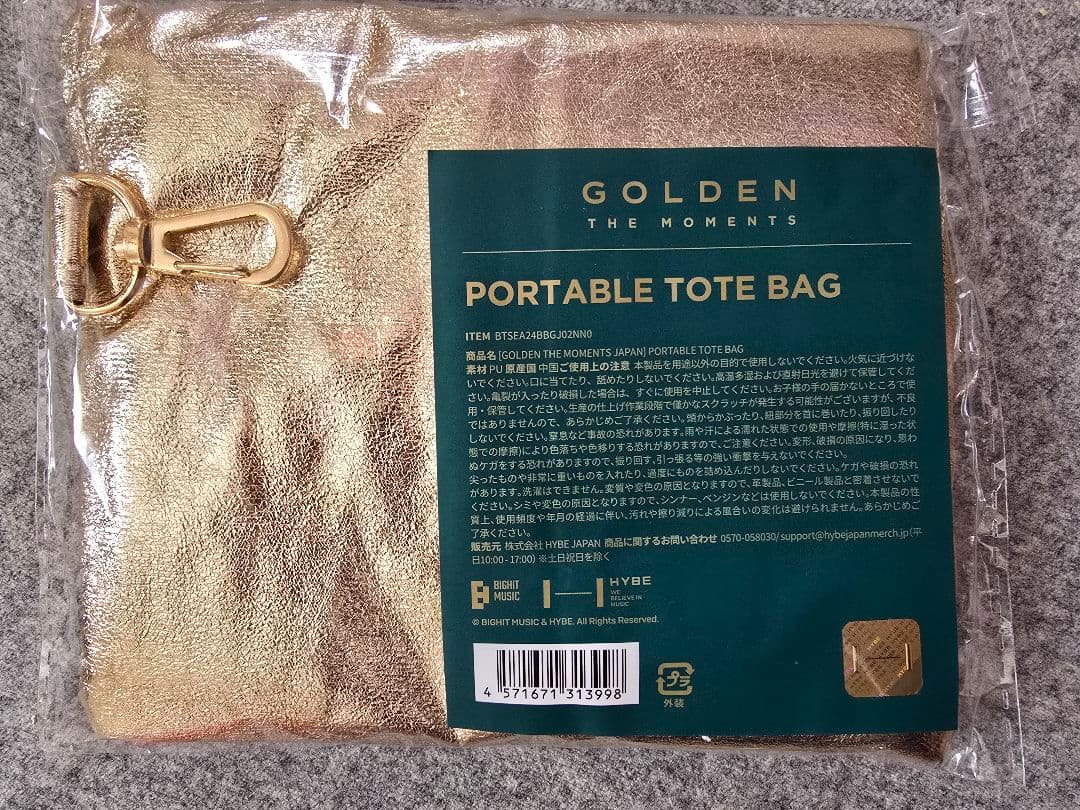 GOLDEN
THE MOMENTS
PORTABLE TOTE BAG
ITEM BTSEA24BBGJ02NN0
商品名 [GOLDEN THE MOMENTS JAPAN] PORTABLE TOTE BAG
素材 PU 原産国 中国 ご使用上の注意 本製品を用途以外の目的で使用しないでください。火気に近づけな
いでください。口に当てたり、舐めたりしないでください。高温多湿および直射日光を避けて保管してくだ
さい。亀裂が入ったり破損した場合は、すぐに使用を中止してください。お子様の手の届かないところで使
用・保管してください。生産の仕上げ作業段階で僅かなスクラッチが発生する可能性がございますが、不良
ではありませんので、あらかじめご了承ください。頭からかぶったり、紐部分を首に巻いたり、振り回したり
しないでください。窒息など事故の恐れがあります。雨や汗による濡れた状態での使用や摩擦(特に湿った状
態での摩擦)により色落ちや色移りする恐れがありますので、ご注意ください。変形、破損の原因になり、思わ
ぬケガをする恐れがありますので、振り回す、引っ張る等の強い衝撃を与えないでください。
尖ったものや非常に重いものを入れたり、過度にものを詰め込んだりしないでください。ケガや破損の恐れ
があります。洗濯はできません。変質や変色の原因となりますので、革製品、ビニール製品と密着させないで
ください。シミや変色の原因となりますので、シンナー、ベンジンなどは使用しないでください。本製品の性
質上、使用頻度や年月の経過に伴い、汚れや擦り減りによる風合いの変化は避けられません。あらかじめご
了承ください。
販売元 株式会社 HYBE JAPAN 商品に関するお問い合わせ 0570-058030/support@hybejapanmerch.jp(平
日10:00 - 17:00) ※土日祝日を除く
BIGHIT
MUSIC
HYBE
WE
BELIEVE IN
MUSIC
© BIGHIT MUSIC & HYBE. All Rights Reserved.
4 571671 313998
プラ
外装